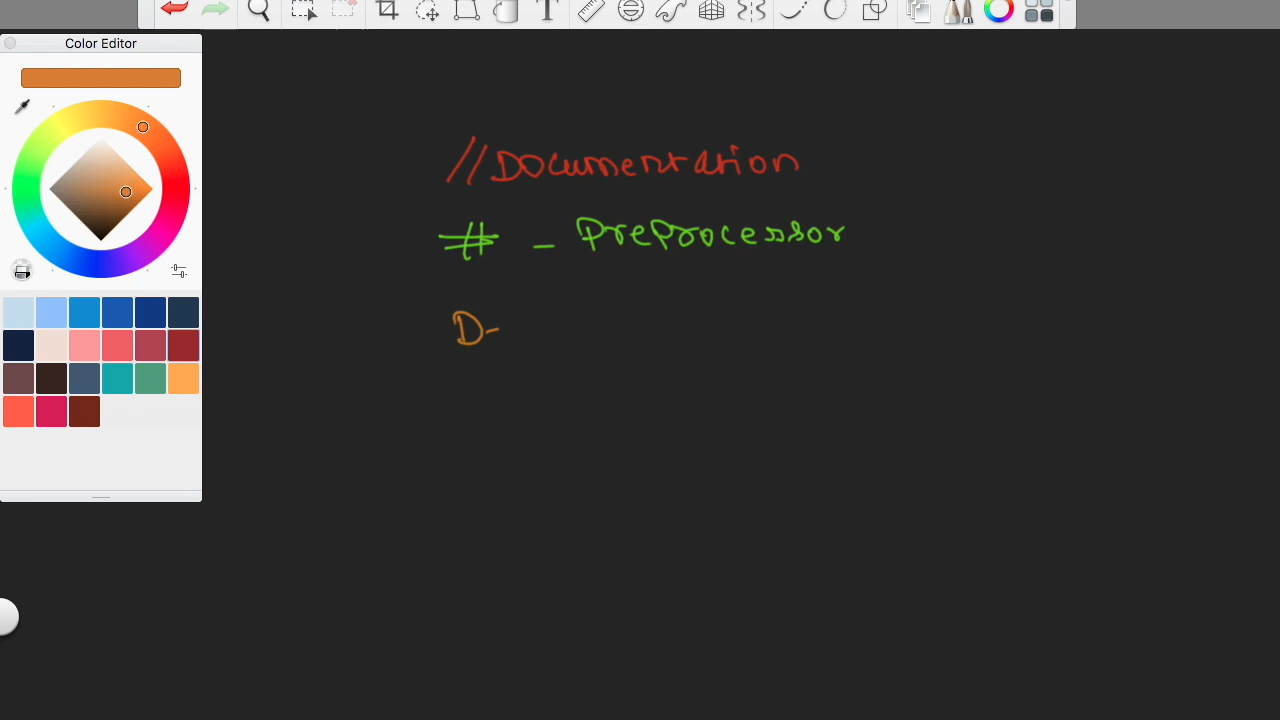 Color Editor
//Documentation
# - PreProcessor
D-